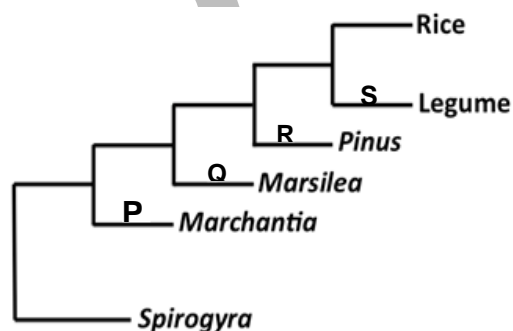 Rice
S
Legume
R
Pinus
Q
Marsilea
P
Marchantia
Spirogyra